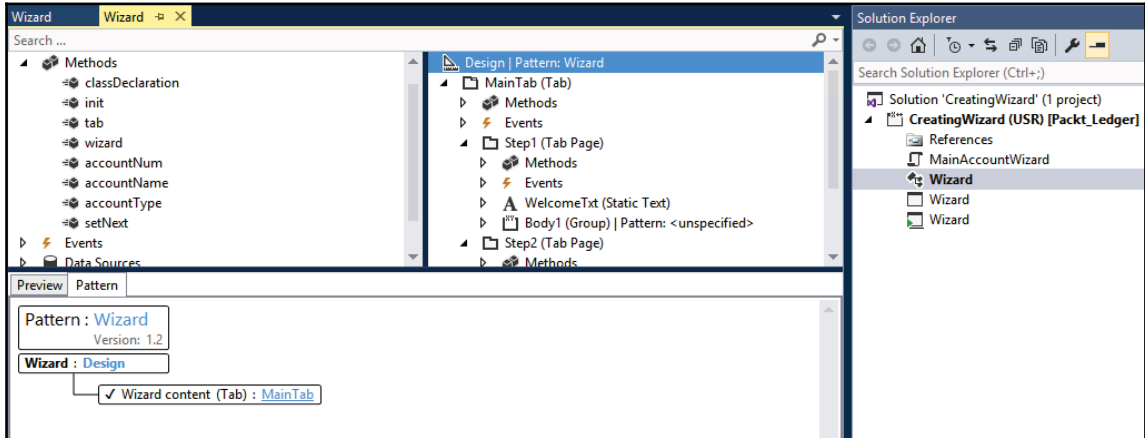 Wizard
Wizard
Search ...
Methods
classDeclaration
init
tab
wizard
accountNum
accountName
accountType
setNext
Events
Data Sources
Design | Pattern: Wizard
MainTab (Tab)
Methods
Events
Step1 (Tab Page)
Methods
Events
WelcomeTxt (Static Text)
Body1 (Group) | Pattern: <unspecified>
Step2 (Tab Page)
Methods
Preview Pattern
Pattern : Wizard
Version: 1.2
Wizard : Design
✓ Wizard content (Tab) : MainTab
Solution Explorer
Search Solution Explorer (Ctrl+;)
Solution 'CreatingWizard' (1 project)
CreatingWizard (USR) [Packt_Ledger]
References
MainAccountWizard
Wizard
Wizard
Wizard